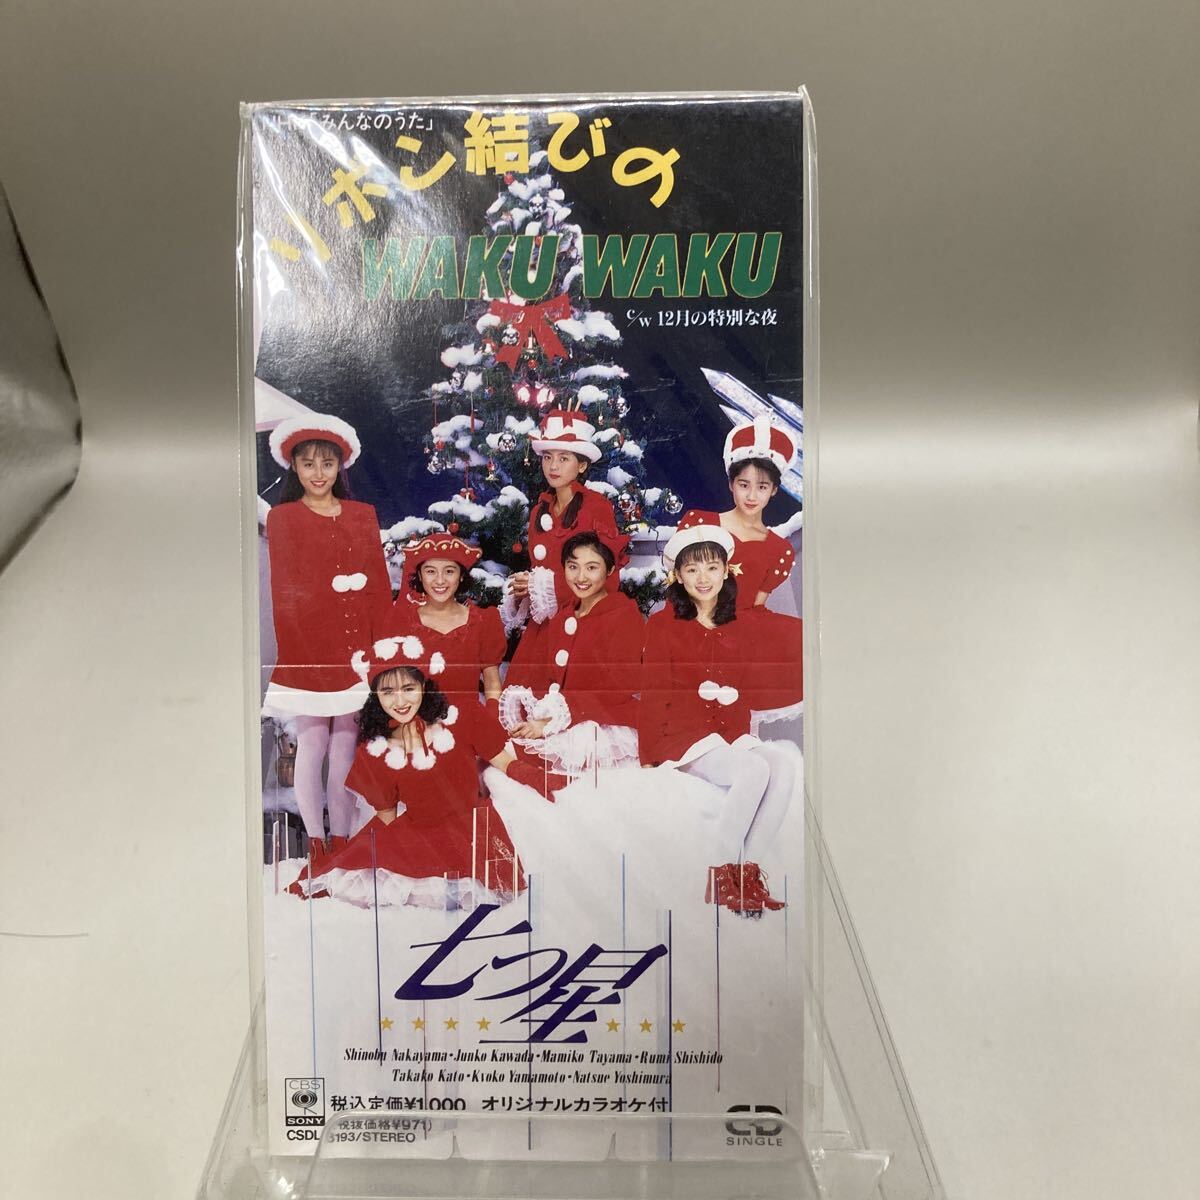 「みんなのうた」
リボン結びの
WAKU WAKU
c/w 12月の特別な夜
七つ星
Shinobu Nakayama・Junko Kawada・Mamiko Tayama・Rumi Shishido
Takako Kato・Kyoko Yamamoto・Natsue Yoshimura
CBS
SONY
CSDL
税込定価¥1,000 オリジナルカラオケ付
税抜価格¥971)
3193/STEREO
CD
SINGLE